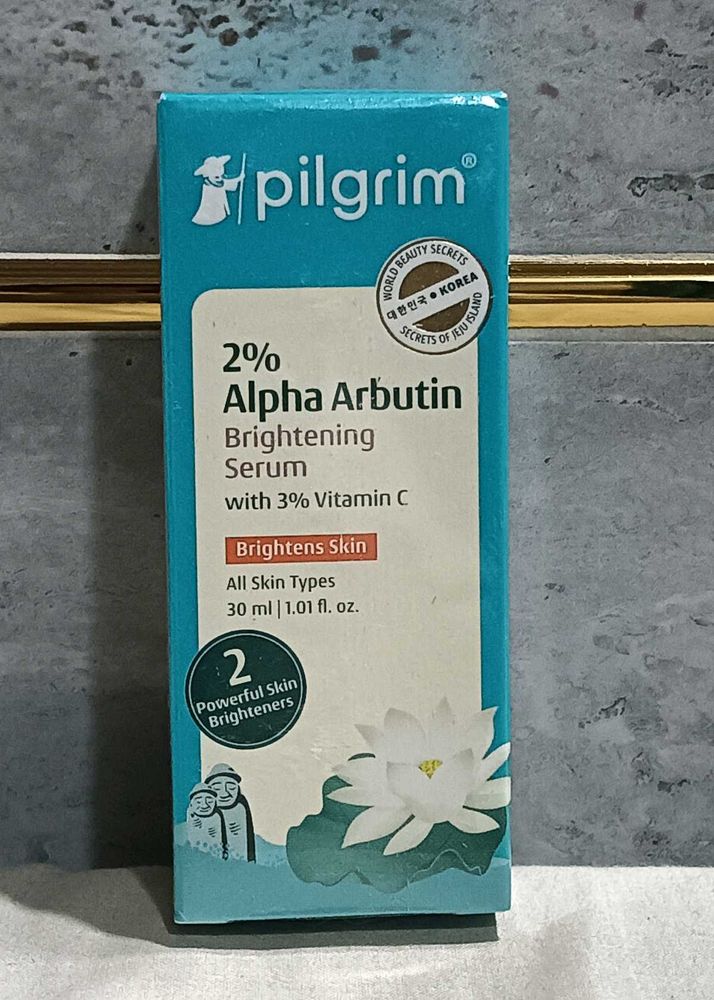 pilgrim®
WORLD BEAUTY SECRETS
대한민국 • KOREA
SECRETS OF JEJU ISLAND
2%
Alpha Arbutin
Brightening
Serum
with 3% Vitamin C
Brightens Skin
All Skin Types
30 ml | 1.01 fl. oz.
2
Powerful Skin
Brighteners